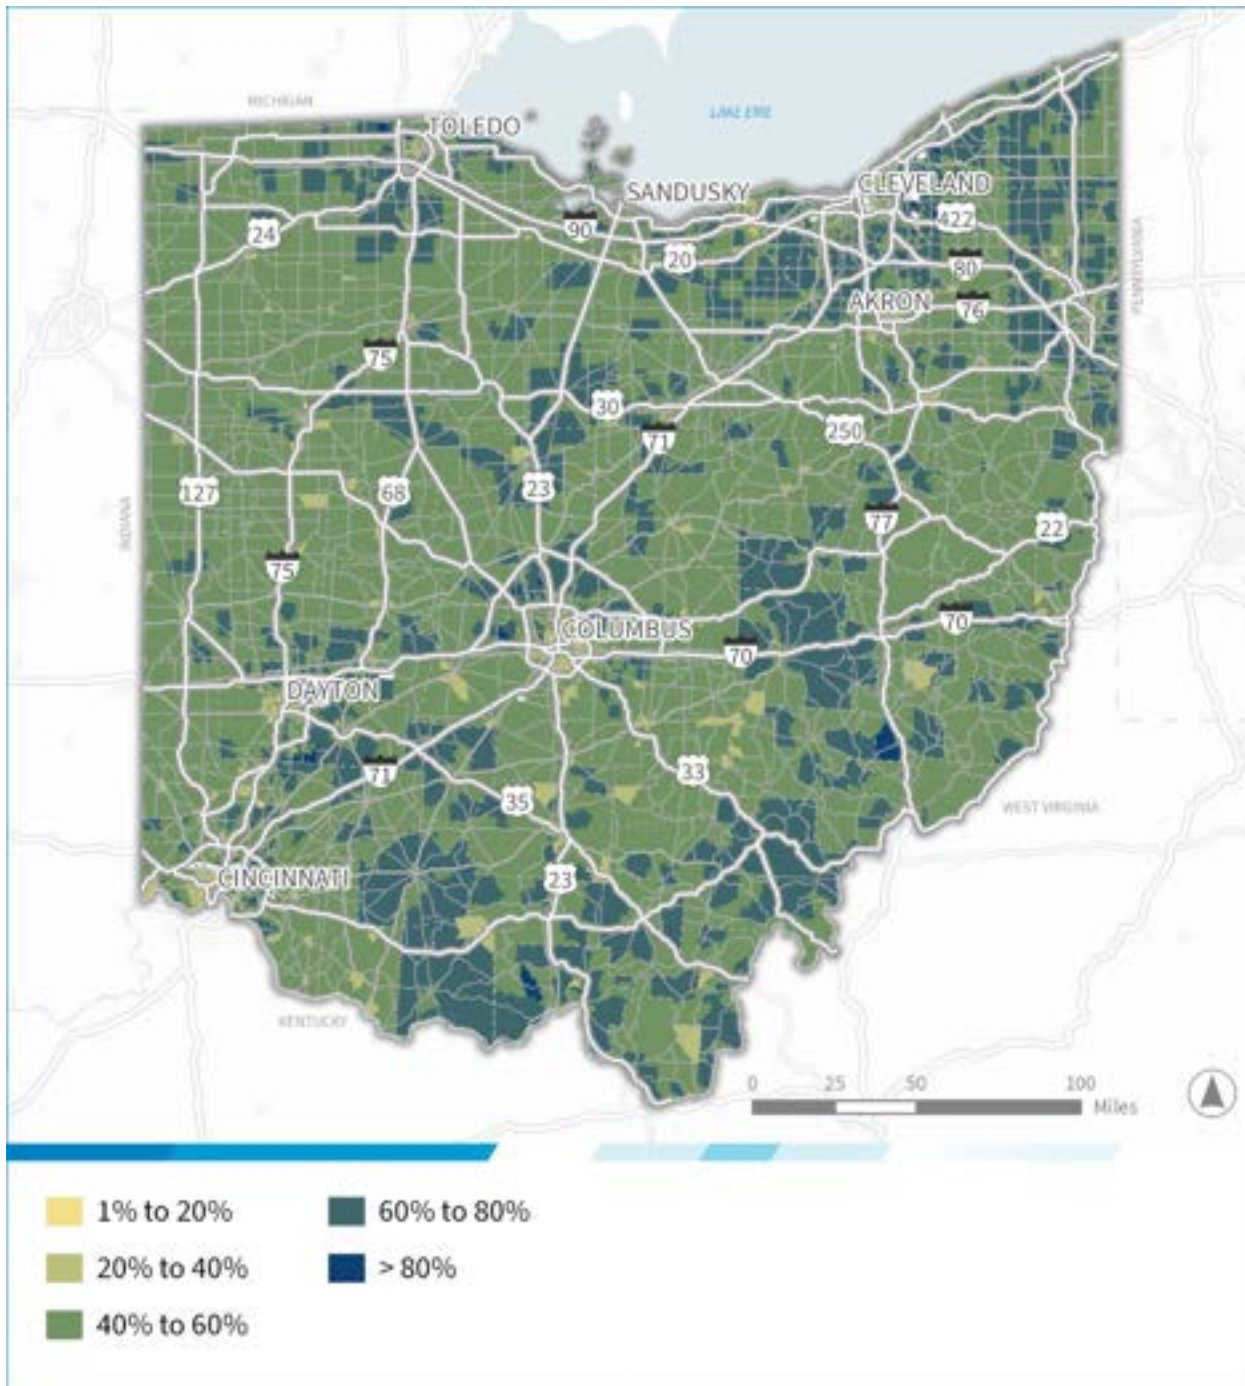 MICHIGAN
LAKE ERIE
TOLEDO
SANDUSKY
CLEVELAND
422
24
90
20
80
PENNSYLVANIA
AKRON
76
75
30
71
250
127
68
23
77
22
INDIANA
75
COLUMBUS
70
70
DAYTON
71
33
35
WEST VIRGINIA
CINCINNATI
23
KENTUCKY
0 25 50 100
Miles
1% to 20%
20% to 40%
40% to 60%
60% to 80%
> 80%